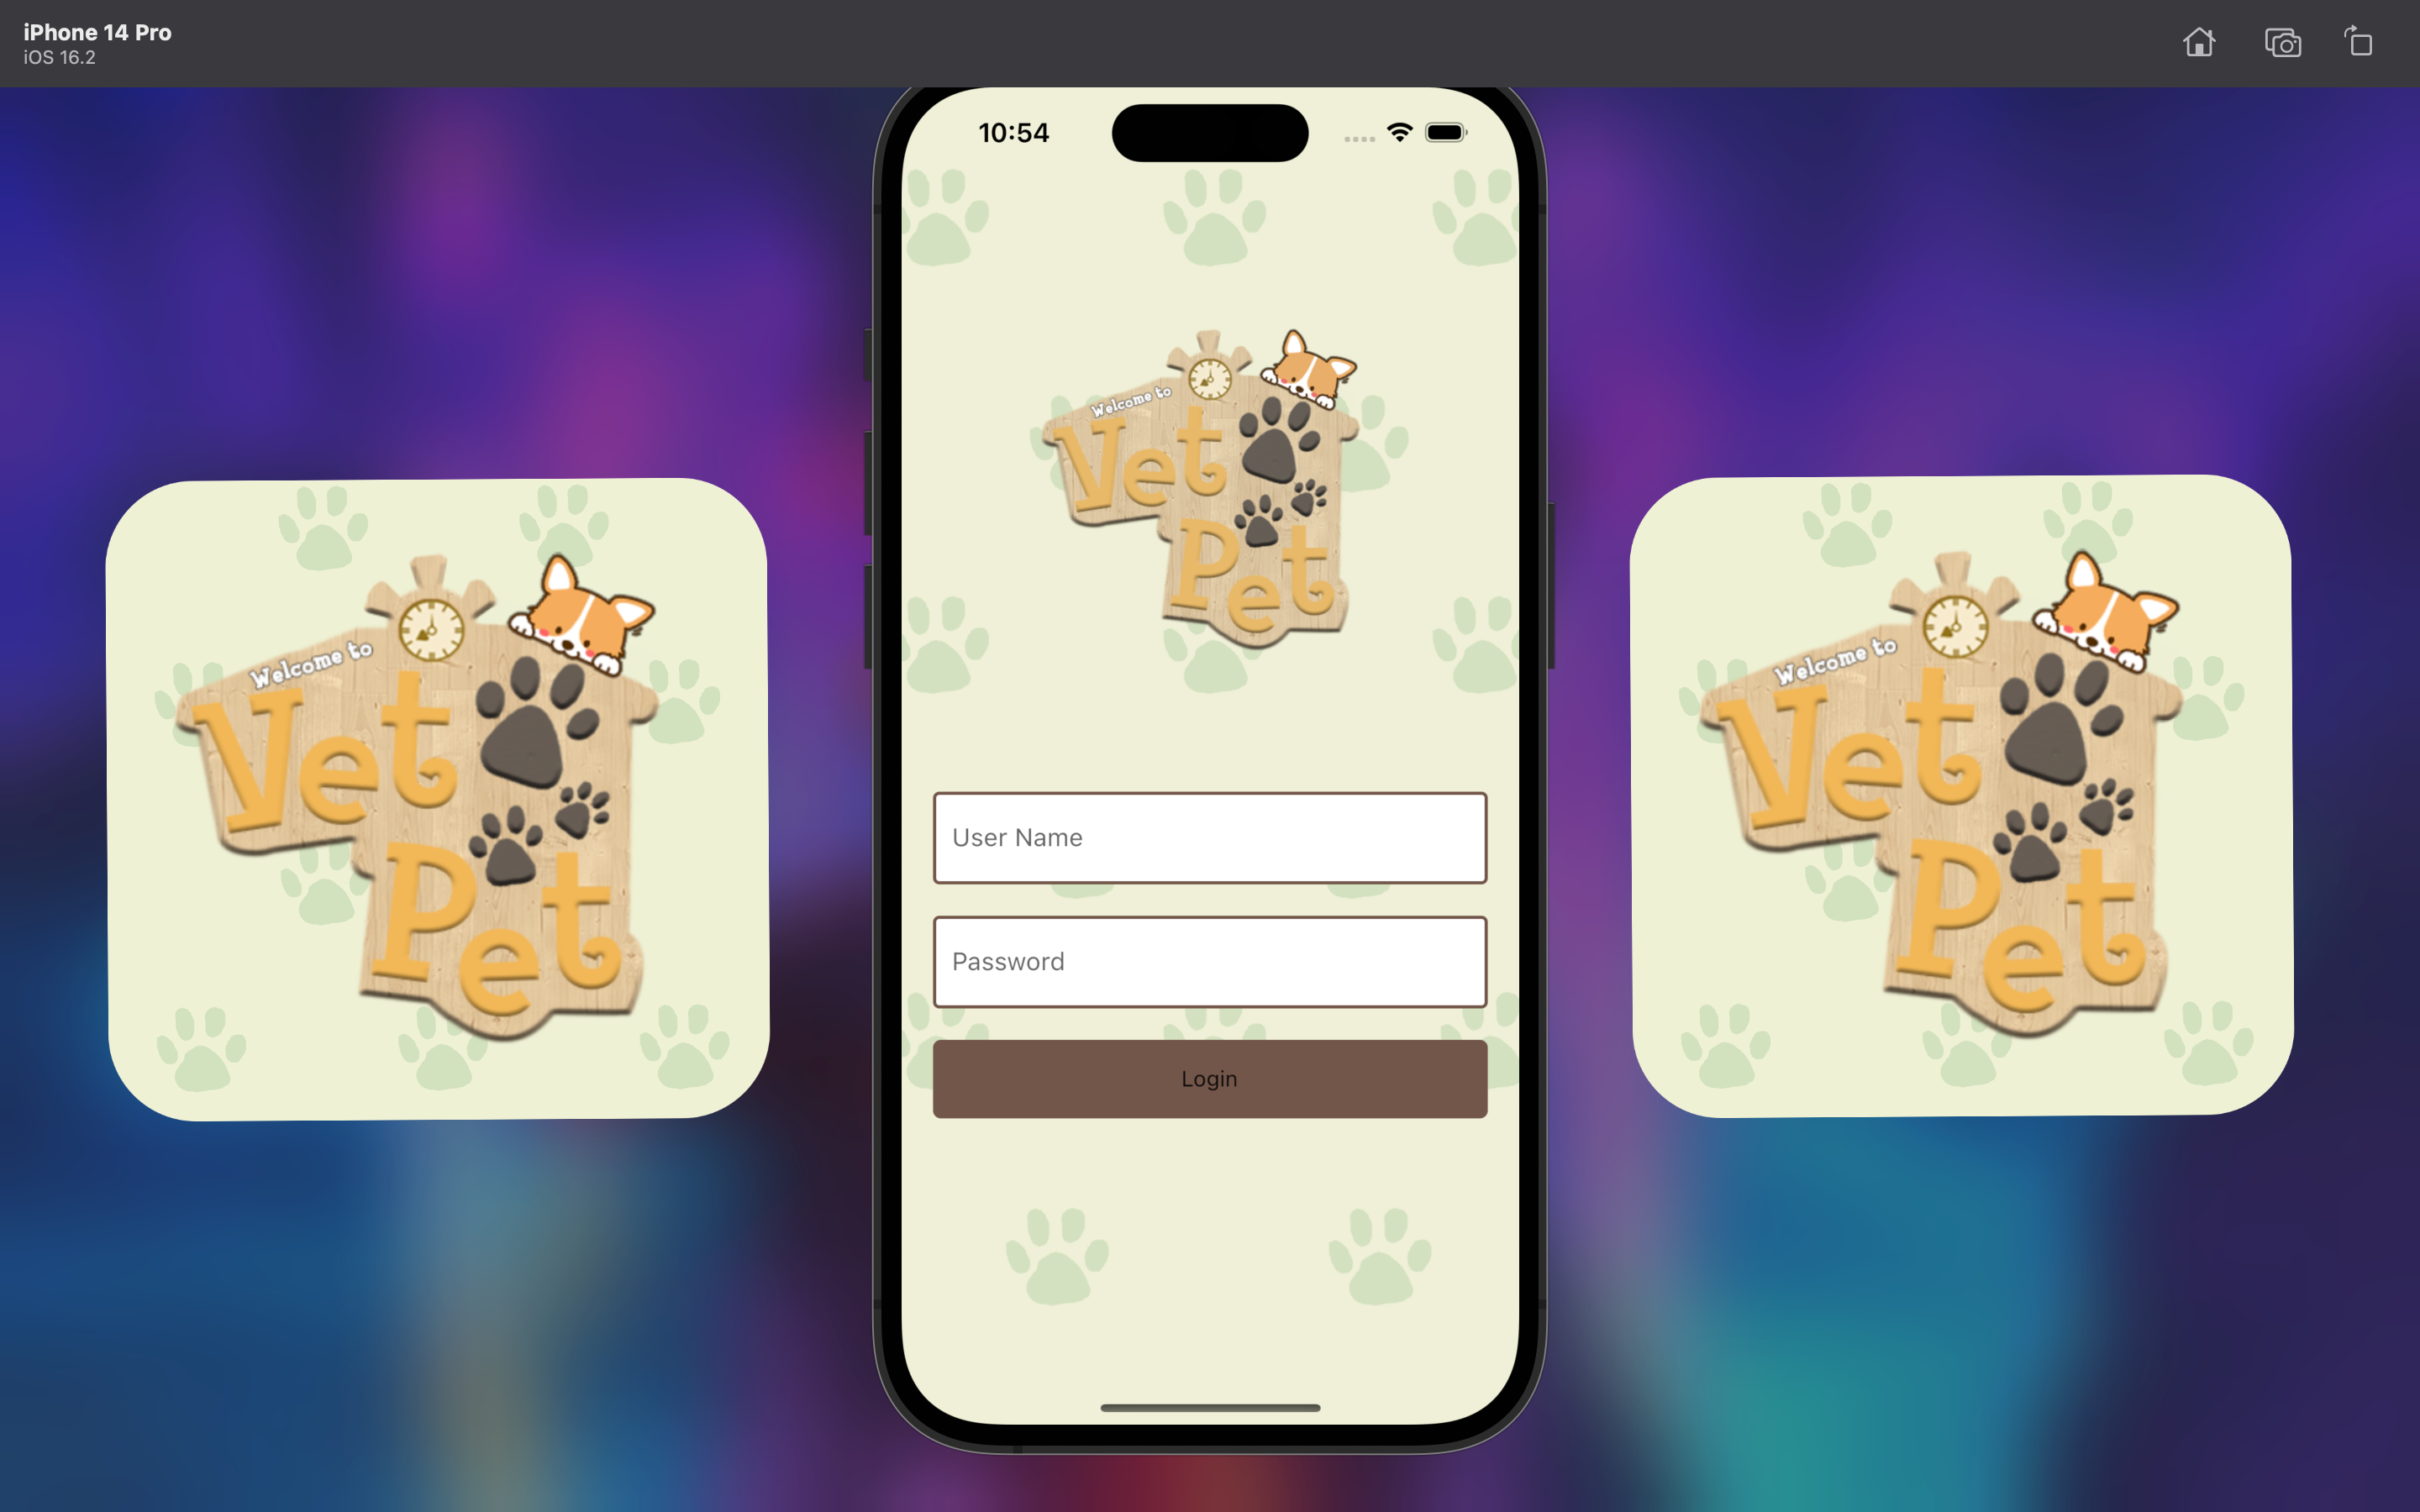 iPhone 14 Pro
iOS 16.2
10:54
Welcome to
Vet
Pet
Welcome to
Vet
Pet
User Name
Password
Login
Welcome to
Vet
Pet